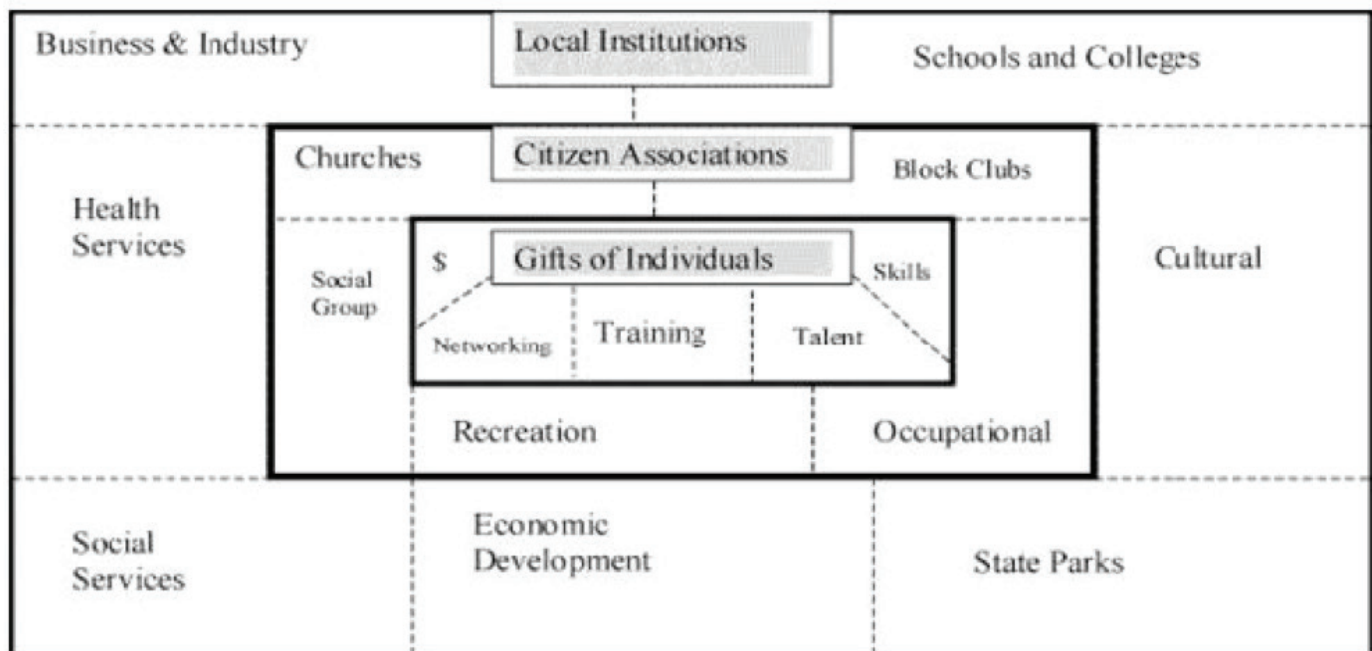 Business & Industry
Local Institutions
Schools and Colleges
Churches
Citizen Associations
Block Clubs
Health
Services
Cultural
Social
Group
$
Gifts of Individuals
Skills
Networking
Training
Talent
Recreation
Occupational
Social
Services
Economic
Development
State Parks